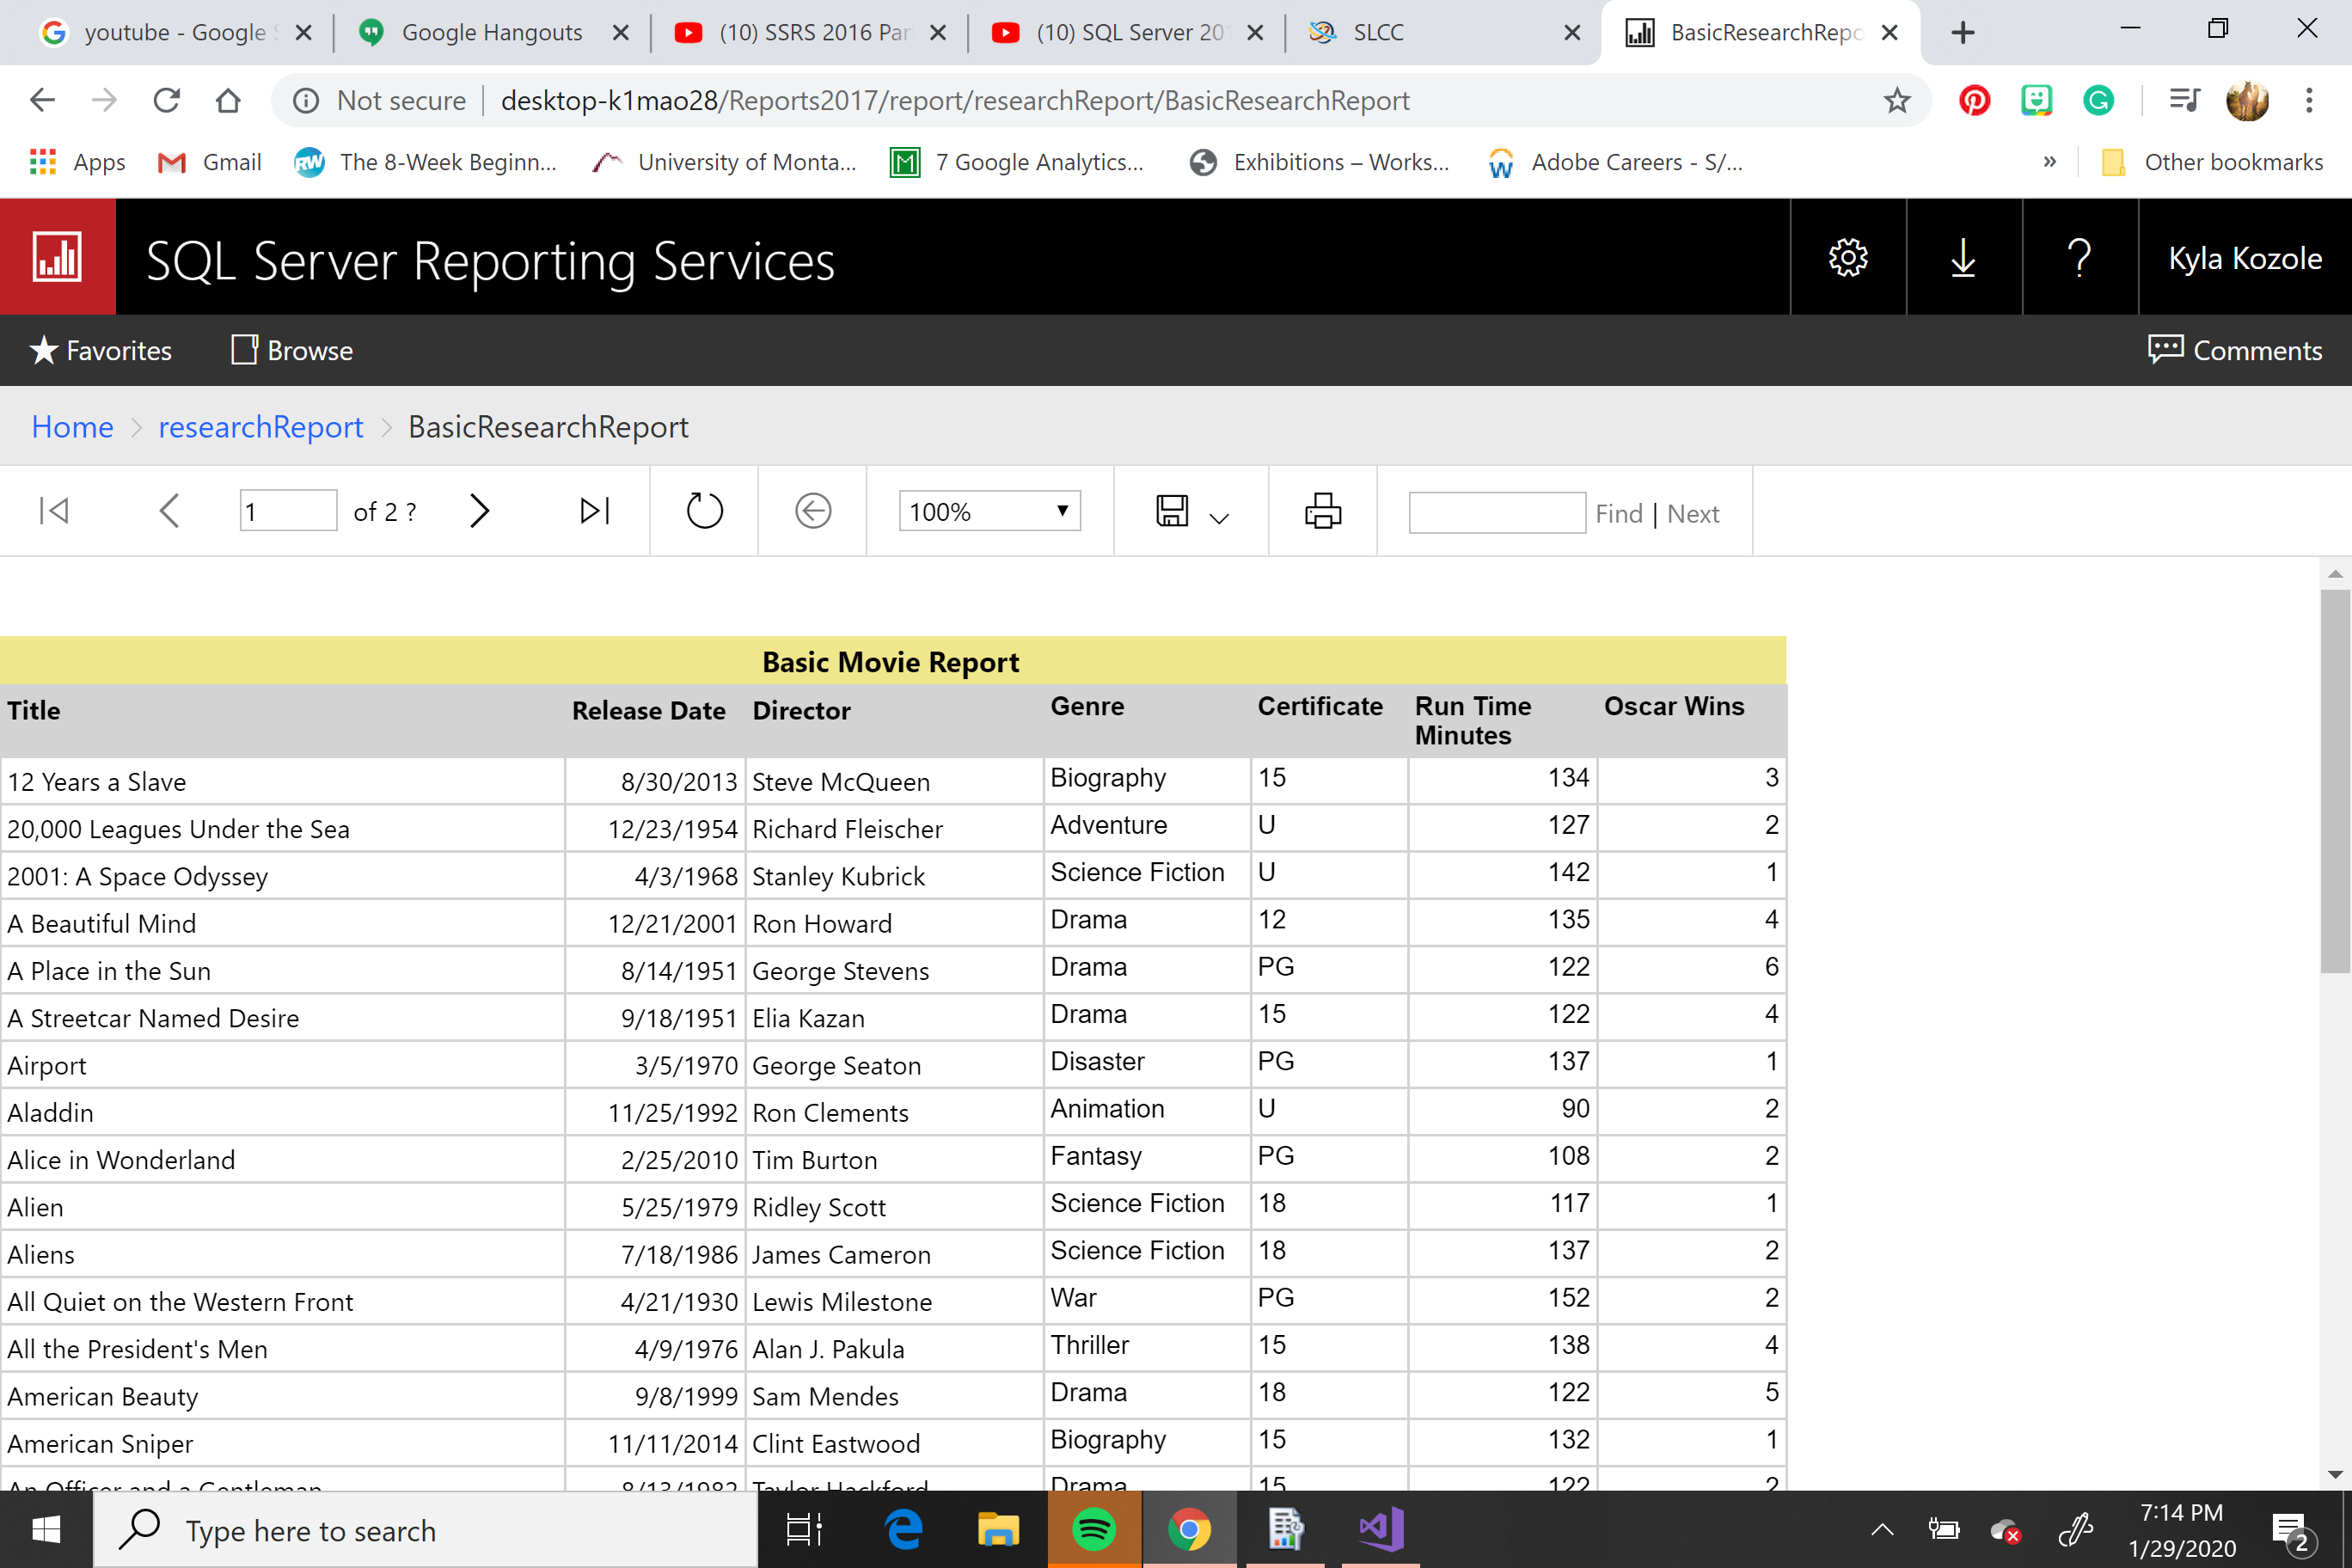 youtube - Google S
Google Hangouts
(10) SSRS 2016 Par
(10) SQL Server 20
SLCC
BasicResearchRepo
Not secure desktop-k1mao28/Reports2017/report/researchReport/BasicResearchReport
Apps Gmail The 8-Week Beginn... University of Monta... 7 Google Analytics... Exhibitions – Works... Adobe Careers - S/... » Other bookmarks
SQL Server Reporting Services ? Kyla Kozole
Favorites Browse Comments
Home > researchReport > BasicResearchReport
1 of 2 ? 100% Find | Next
Basic Movie Report
Title Release Date Director Genre Certificate Run Time Minutes Oscar Wins
12 Years a Slave 8/30/2013 Steve McQueen Biography 15 134 3
20,000 Leagues Under the Sea 12/23/1954 Richard Fleischer Adventure U 127 2
2001: A Space Odyssey 4/3/1968 Stanley Kubrick Science Fiction U 142 1
A Beautiful Mind 12/21/2001 Ron Howard Drama 12 135 4
A Place in the Sun 8/14/1951 George Stevens Drama PG 122 6
A Streetcar Named Desire 9/18/1951 Elia Kazan Drama 15 122 4
Airport 3/5/1970 George Seaton Disaster PG 137 1
Aladdin 11/25/1992 Ron Clements Animation U 90 2
Alice in Wonderland 2/25/2010 Tim Burton Fantasy PG 108 2
Alien 5/25/1979 Ridley Scott Science Fiction 18 117 1
Aliens 7/18/1986 James Cameron Science Fiction 18 137 2
All Quiet on the Western Front 4/21/1930 Lewis Milestone War PG 152 2
All the President's Men 4/9/1976 Alan J. Pakula Thriller 15 138 4
American Beauty 9/8/1999 Sam Mendes Drama 18 122 5
American Sniper 11/11/2014 Clint Eastwood Biography 15 132 1
An Officer and a Gentleman 8/13/1982 Taylor Hackford Drama 15 122 2
Type here to search
7:14 PM
1/29/2020
2